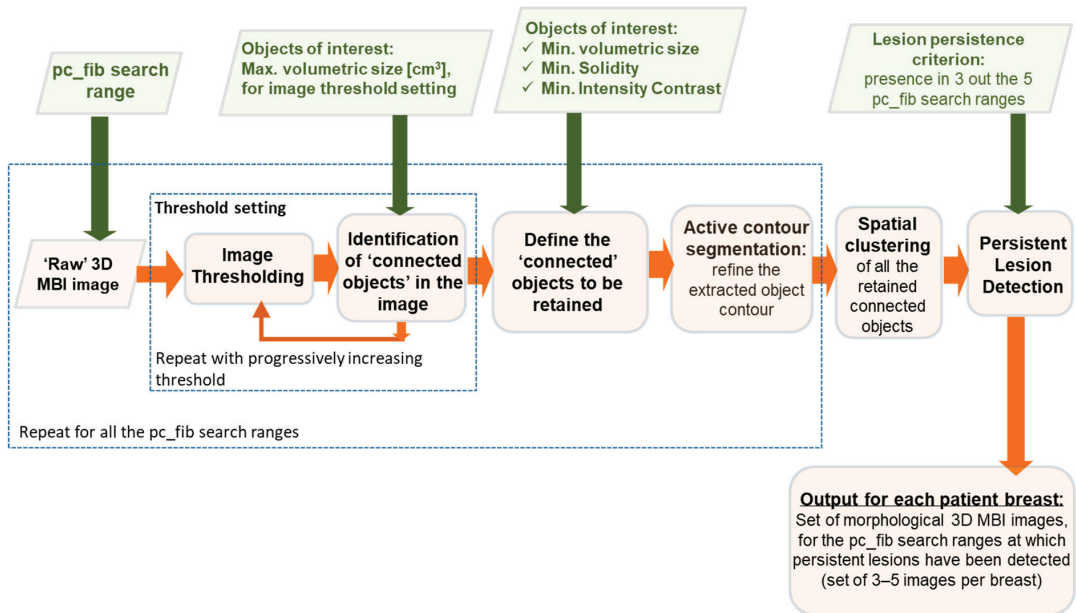 pc_fib search
range
Objects of interest:
Max. volumetric size [cm³],
for image threshold setting
Objects of interest:
✓ Min. volumetric size
✓ Min. Solidity
✓ Min. Intensity Contrast
Lesion persistence
criterion:
presence in 3 out the 5
pc_fib search ranges
Threshold setting
‘Raw’ 3D
MBI image
Image
Thresholding
Identification
of ‘connected
objects’ in the
image
Repeat with progressively increasing
threshold
Define the
‘connected’
objects to be
retained
Active contour
segmentation:
refine the
extracted object
contour
Spatial
clustering
of all the
retained
connected
objects
Persistent
Lesion
Detection
Repeat for all the pc_fib search ranges
Output for each patient breast:
Set of morphological 3D MBI images,
for the pc_fib search ranges at which
persistent lesions have been detected
(set of 3–5 images per breast)